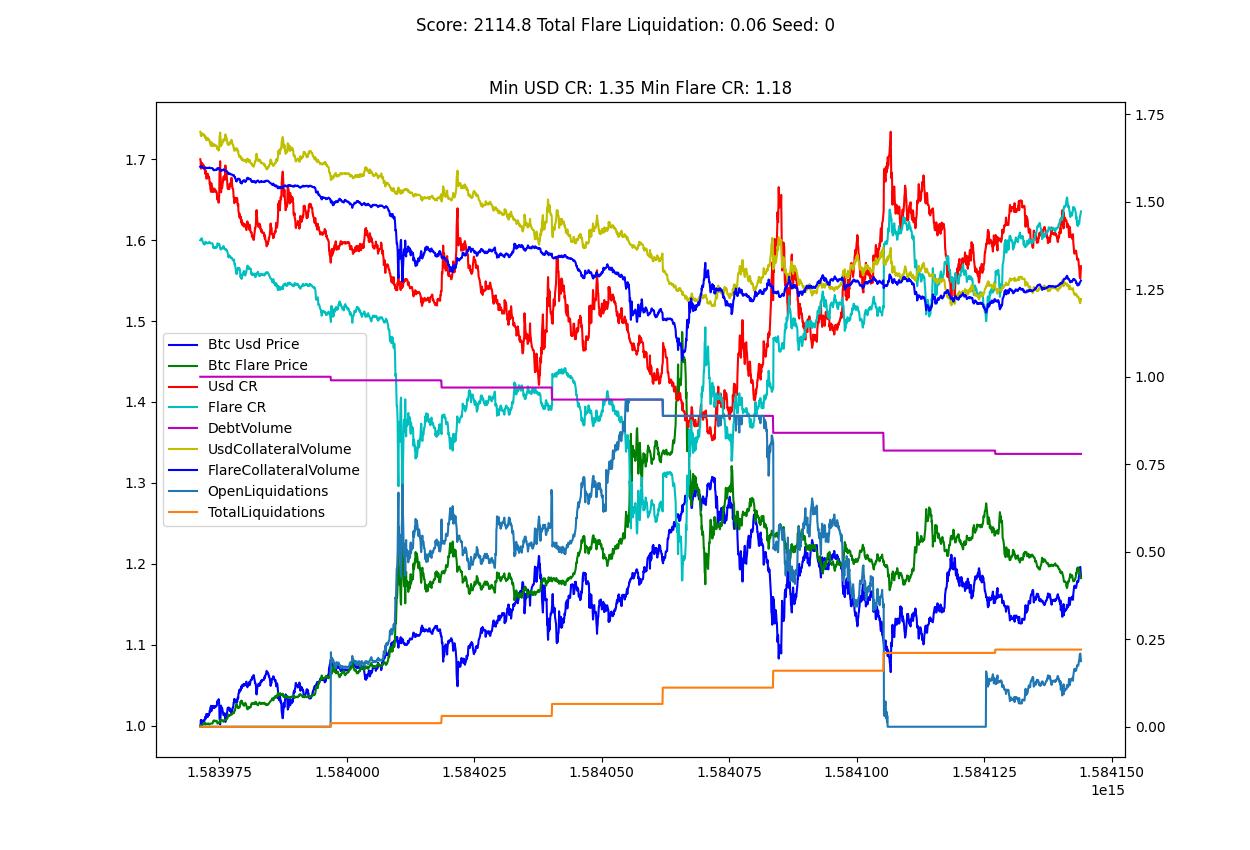 Score: 2114.8 Total Flare Liquidation: 0.06 Seed: 0
Min USD CR: 1.35 Min Flare CR: 1.18
1.7
1.6
1.5
1.4
1.3
1.2
1.1
1.0
Btc Usd Price
Btc Flare Price
Usd CR
Flare CR
DebtVolume
UsdCollateralVolume
FlareCollateralVolume
OpenLiquidations
TotalLiquidations
1.75
1.50
1.25
1.00
0.75
0.50
0.25
0.00
1.583975 1.584000 1.584025 1.584050 1.584075 1.584100 1.584125 1.584150
1e15